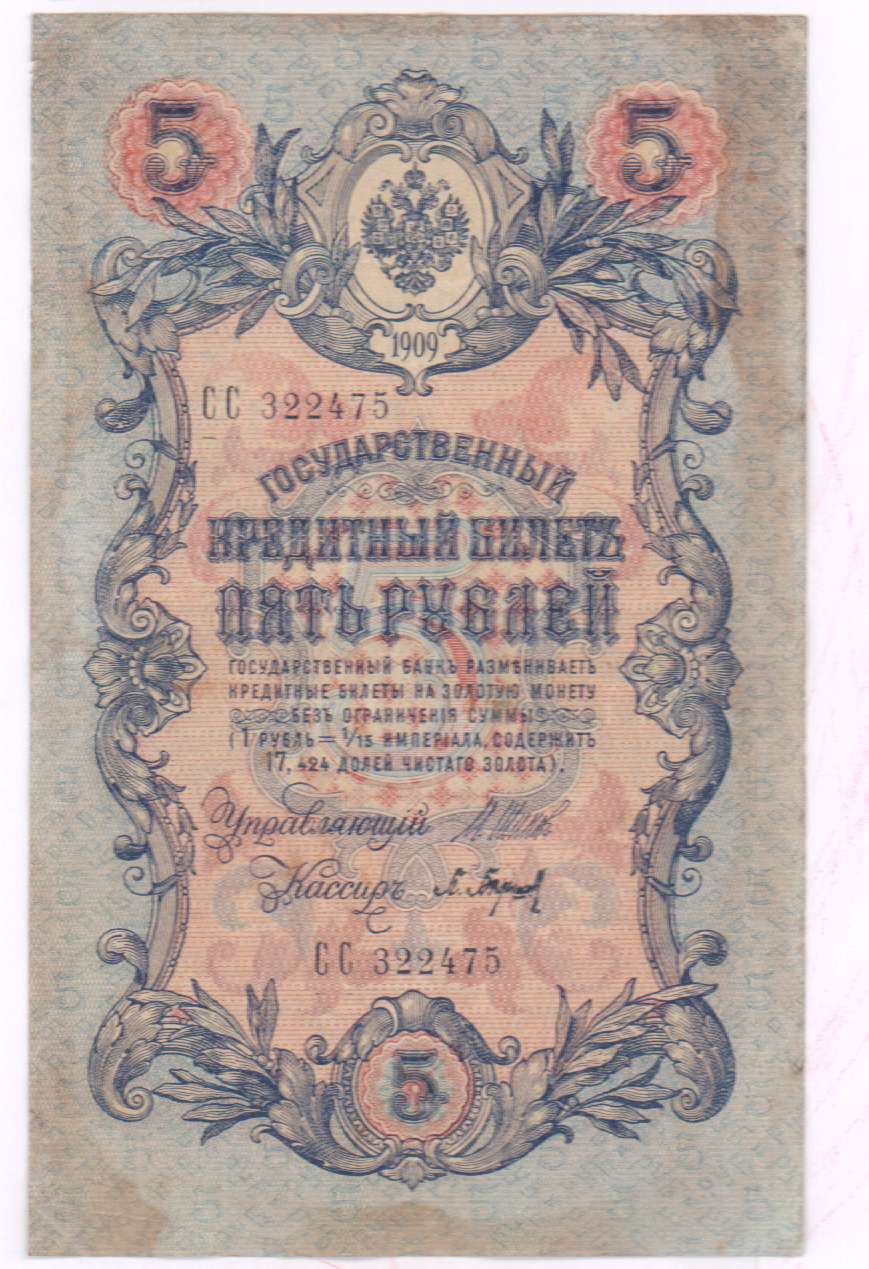 5 5
1909
СС 322475
ГОСУДАРСТВЕННЫЙ
КРЕДИТНЫЙ БИЛЕТЪ
ПЯТЬ РУБЛЕЙ
ГОСУДАРСТВЕННЫЙ БАНКЪ РАЗМѢНИВАЕТЪ
КРЕДИТНЫЕ БИЛЕТЫ НА ЗОЛОТУЮ МОНЕТУ
БЕЗЪ ОГРАНИЧЕНІЯ СУММЫ
(1 РУБЛЬ = 1/15 ИМПЕРІАЛА, СОДЕРЖИТЪ
17,424 ДОЛЕЙ ЧИСТАГО ЗОЛОТА).
Управляющій
Кассиръ
СС 322475
5